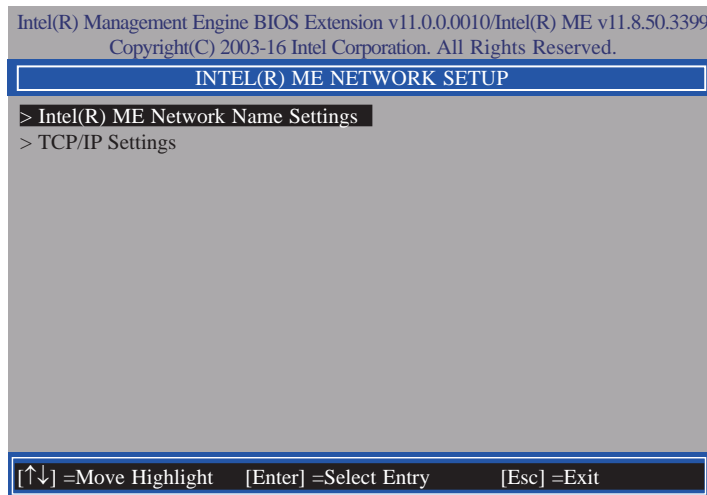 Intel(R) Management Engine BIOS Extension v11.0.0.0010/Intel(R) ME v11.8.50.3399
Copyright(C) 2003-16 Intel Corporation. All Rights Reserved.
INTEL(R) ME NETWORK SETUP
> Intel(R) ME Network Name Settings
> TCP/IP Settings
[↑↓] =Move Highlight [Enter] =Select Entry [Esc] =Exit